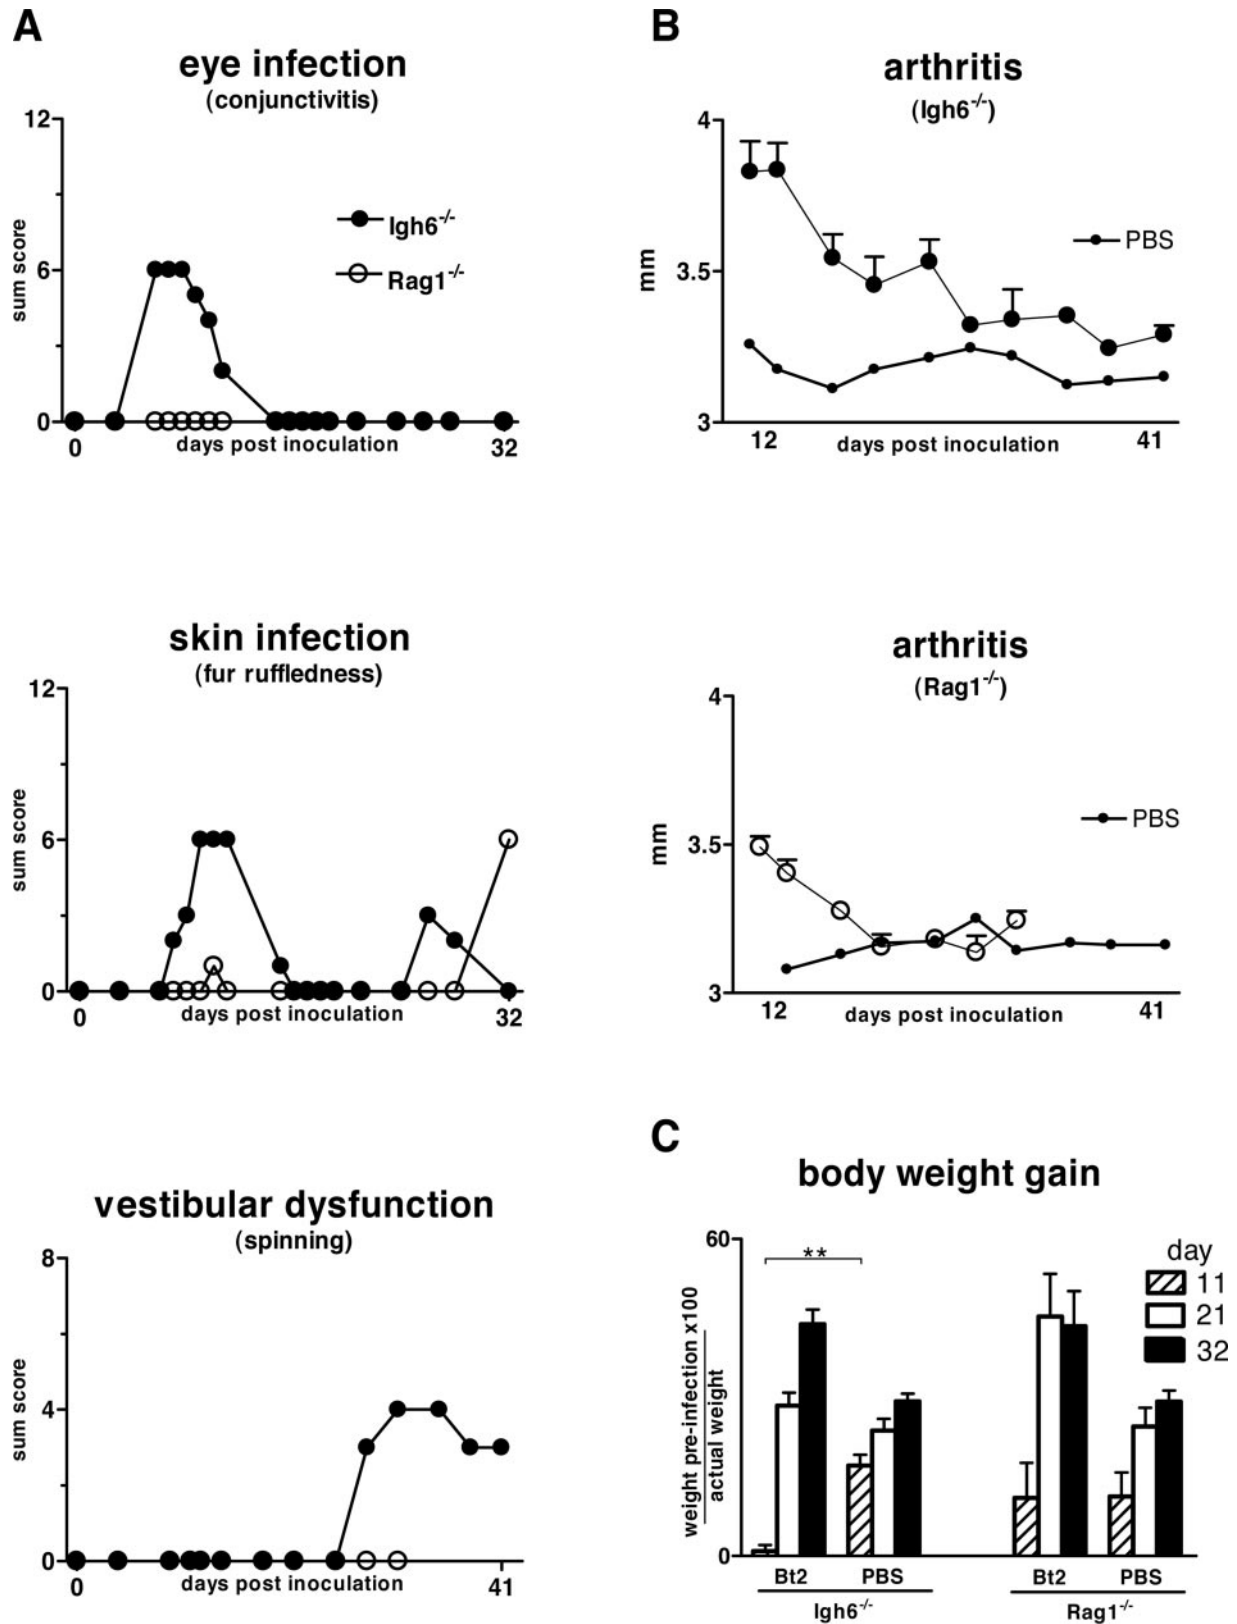 A
eye infection
(conjunctivitis)
12
6
0
sum score
Igh6-/-
Rag1-/-
0
days post inoculation
32
skin infection
(fur ruffledness)
12
6
0
sum score
0
days post inoculation
32
vestibular dysfunction
(spinning)
8
4
0
sum score
0
days post inoculation
41
B
arthritis
(Igh6-/-)
4
3.5
3
mm
PBS
12
days post inoculation
41
arthritis
(Rag1-/-)
4
3.5
3
mm
PBS
12
days post inoculation
41
C
body weight gain
60
0
weight pre-infection x100
actual weight
**
day
11
21
32
Bt2
PBS
Bt2
PBS
Igh6-/-
Rag1-/-